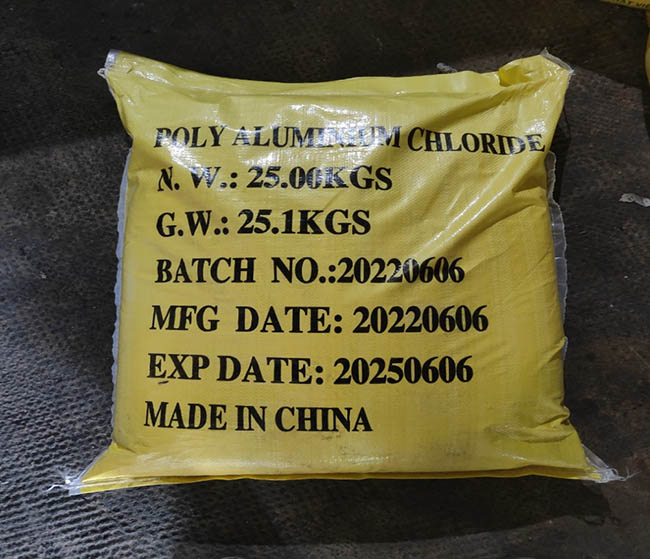 POLY ALUMINIUM CHLORIDE
N. W.: 25.00KGS
G.W.: 25.1KGS
BATCH NO.:20220606
MFG DATE: 20220606
EXP DATE: 20250606
MADE IN CHINA